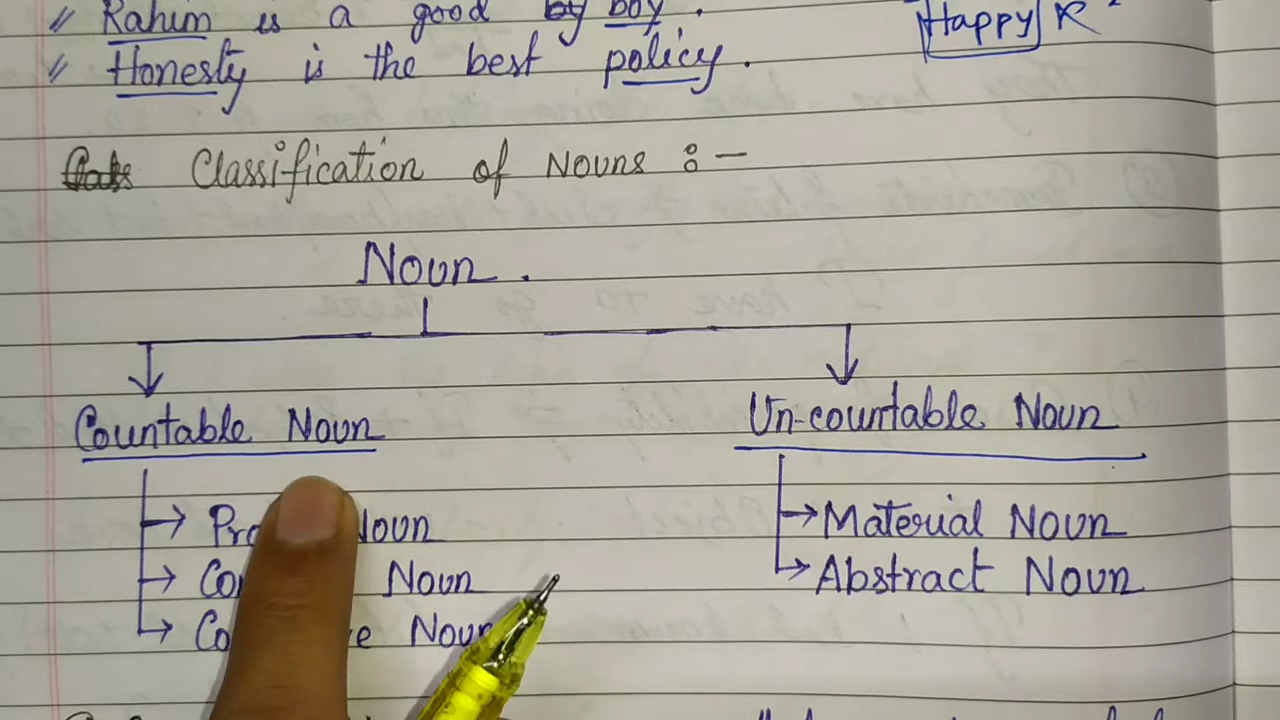 " Rahim is a good boy .
Happy R
" Honesty is the best policy .
Classification of Nouns :-
Noun .
Countable Noun
Un-countable Noun
→ Noun
→ Material Noun
→ Noun
→ Abstract Noun
→ Noun